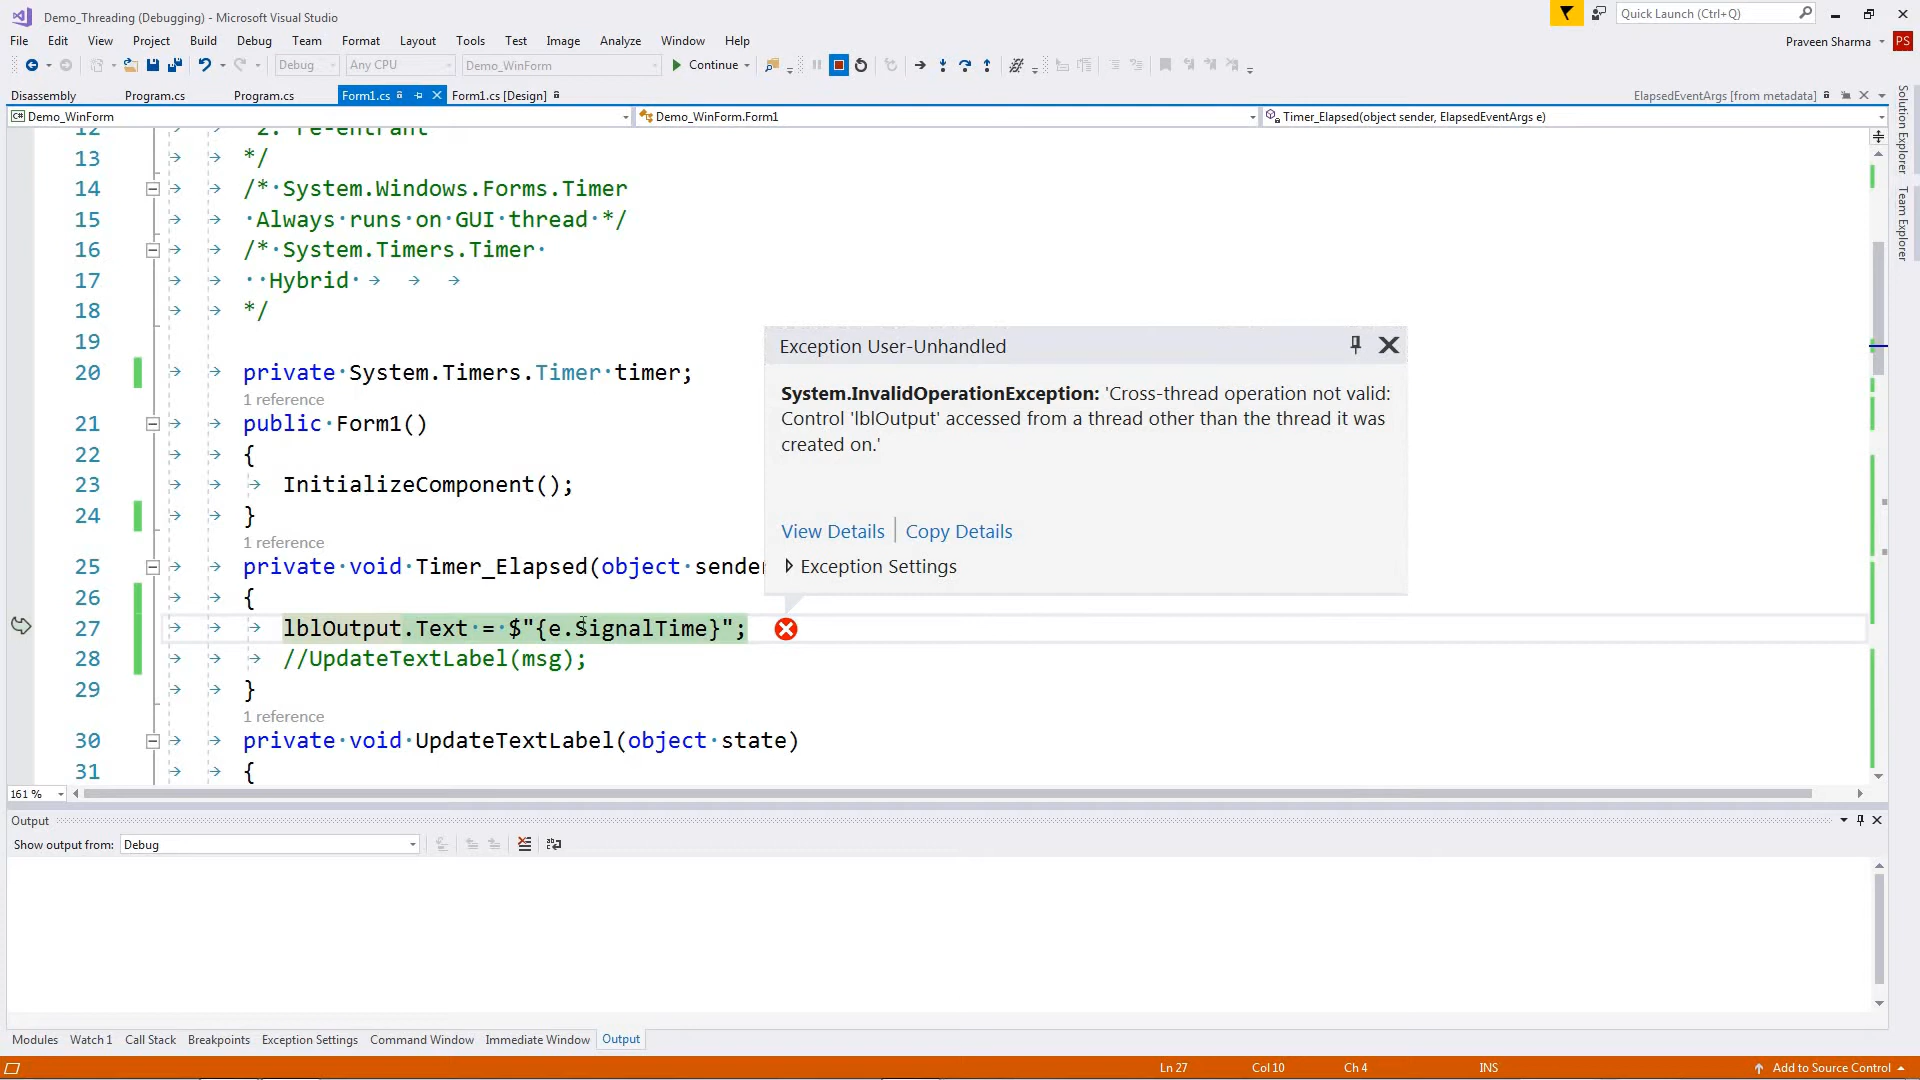 Demo_Threading (Debugging) - Microsoft Visual Studio
Quick Launch (Ctrl+Q)
File Edit View Project Build Debug Team Format Layout Tools Test Image Analyze Window Help
Praveen Sharma PS
Debug Any CPU Demo_WinForm Continue
Disassembly Program.cs Program.cs Form1.cs Form1.cs [Design] ElapsedEventArgs [from metadata]
Demo_WinForm Demo_WinForm.Form1 Timer_Elapsed(object sender, ElapsedEventArgs e)
Solution Explorer
Team Explorer
12 2. re-entrant
13 */
14 /* System.Windows.Forms.Timer
15 Always runs on GUI thread */
16 /* System.Timers.Timer
17 Hybrid
18 */
19
20 private System.Timers.Timer timer;
1 reference
21 public Form1()
22 {
23 InitializeComponent();
24 }
1 reference
25 private void Timer_Elapsed(object sender
26 {
27 lblOutput.Text = $"{e.SignalTime}";
28 //UpdateTextLabel(msg);
29 }
1 reference
30 private void UpdateTextLabel(object state)
31 {
Exception User-Unhandled
System.InvalidOperationException: 'Cross-thread operation not valid:
Control 'lblOutput' accessed from a thread other than the thread it was
created on.'
View Details Copy Details
Exception Settings
161 %
Output
Show output from: Debug
Modules Watch 1 Call Stack Breakpoints Exception Settings Command Window Immediate Window Output
Ln 27 Col 10 Ch 4 INS Add to Source Control